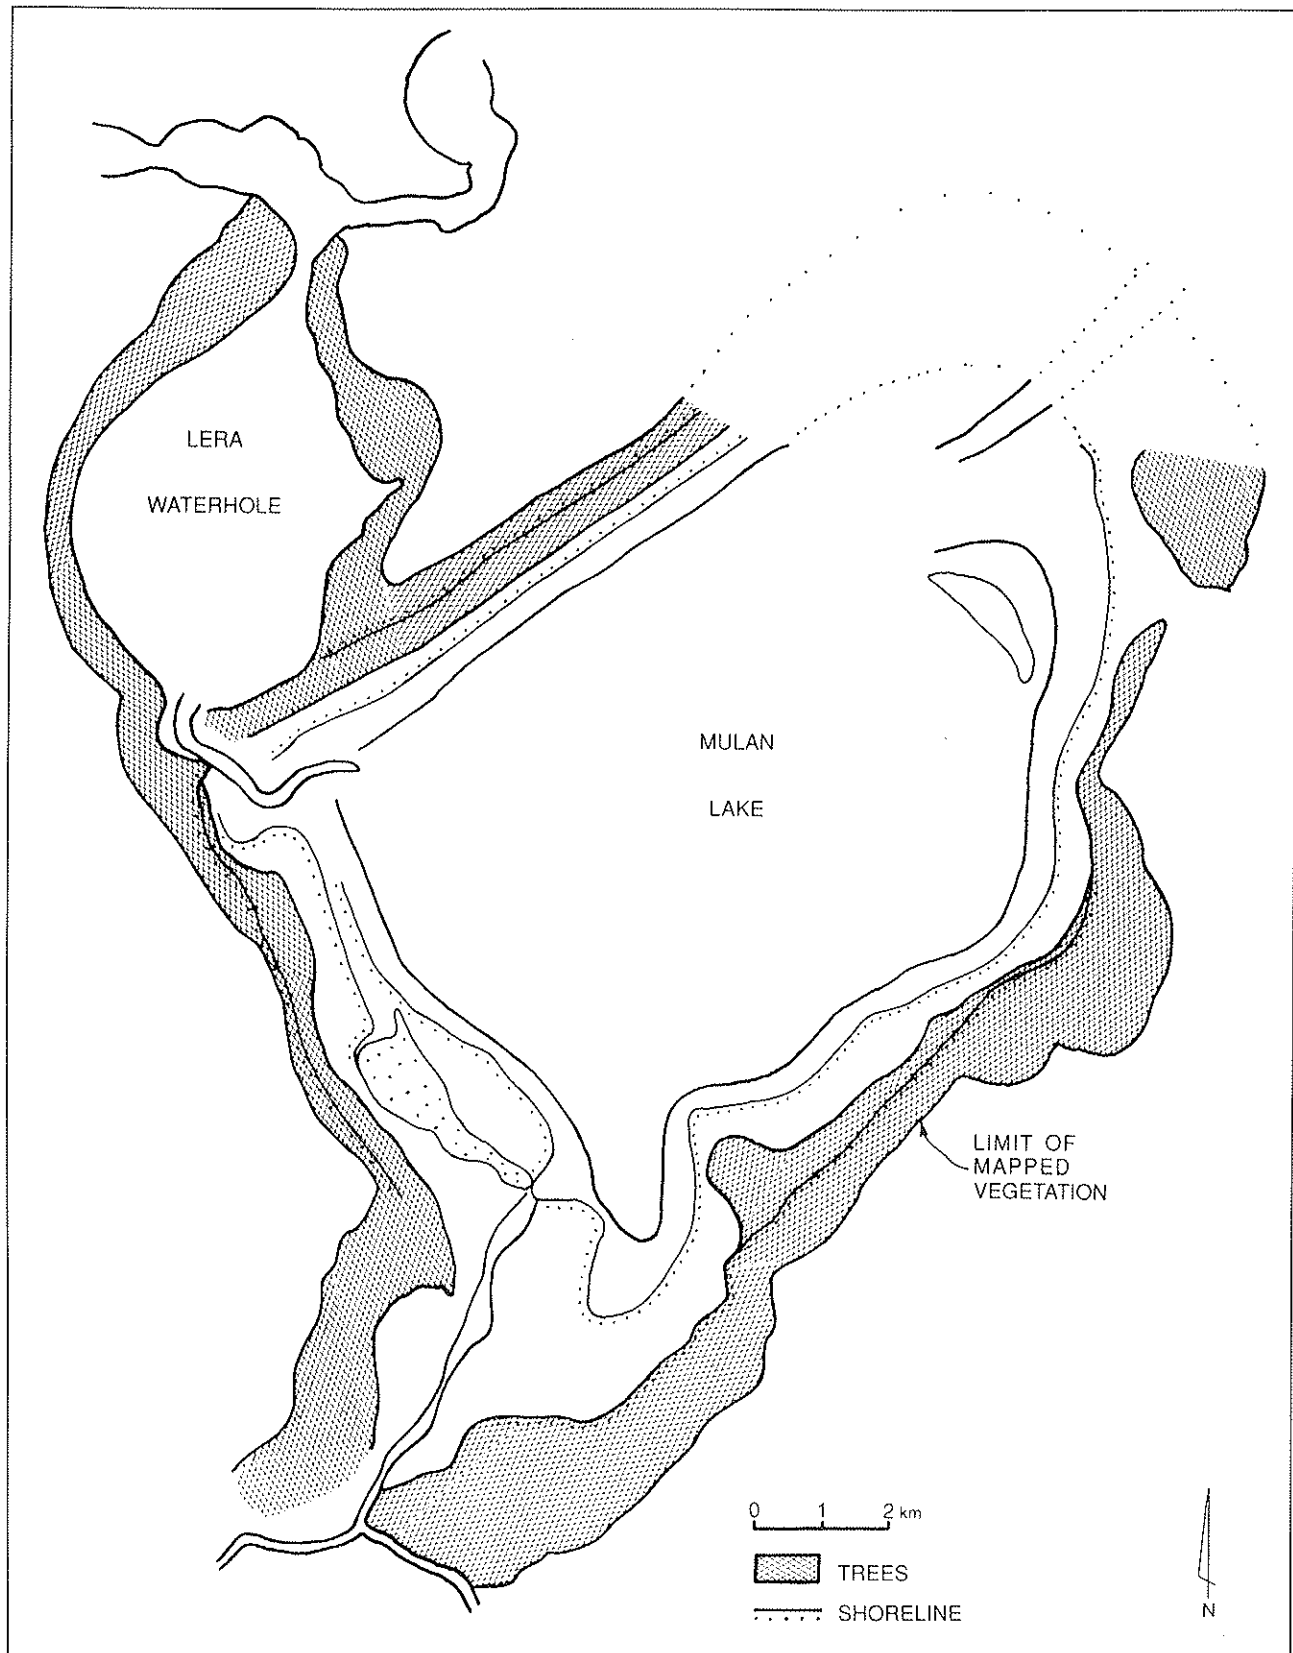 LERA
WATERHOLE
MULAN
LAKE
LIMIT OF
MAPPED
VEGETATION
0 1 2 km
TREES
SHORELINE
N